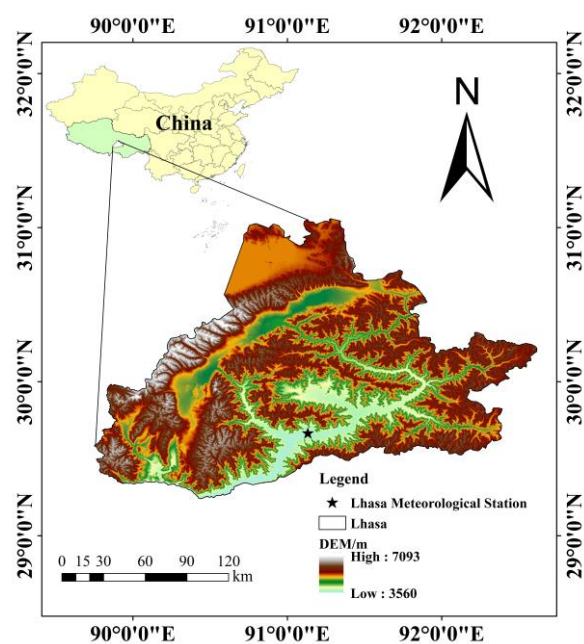 90°0'0"E 91°0'0"E 92°0'0"E
32°0'0"N
31°0'0"N
30°0'0"N
29°0'0"N
China
N
32°0'0"N
31°0'0"N
30°0'0"N
29°0'0"N
Legend
★ Lhasa Meteorological Station
Lhasa
DEM/m
High : 7093
Low : 3560
0 15 30 60 90 120
km
90°0'0"E 91°0'0"E 92°0'0"E